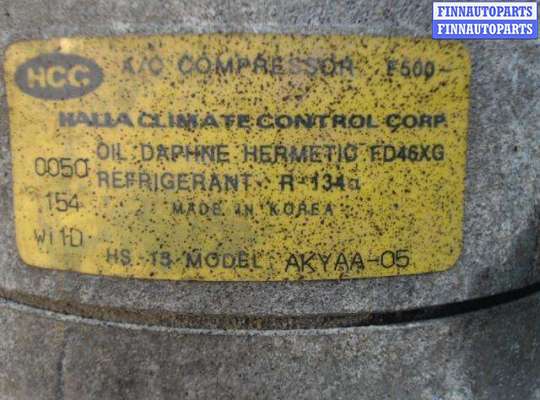 FINNAUTOPARTS
FINNAUTOPARTS
HCC A/C COMPRESSOR F500-
HALLA CLIMATE CONTROL CORP.
OIL DAPHNE HERMETIC FD46XG
0050 REFRIGERANT R-134a
154 MADE IN KOREA
W11D
HS-13 MODEL AKYAA-05